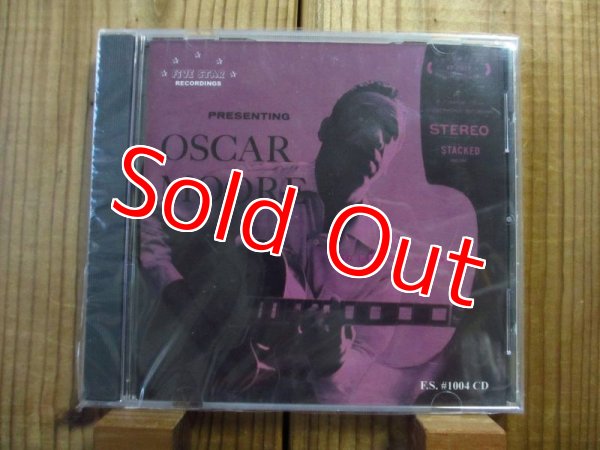 FIVE STAR
RECORDINGS
PRESENTING
OSCAR
MOORE
STEREO
STACKED
Sold Out
F.S. #1004 CD